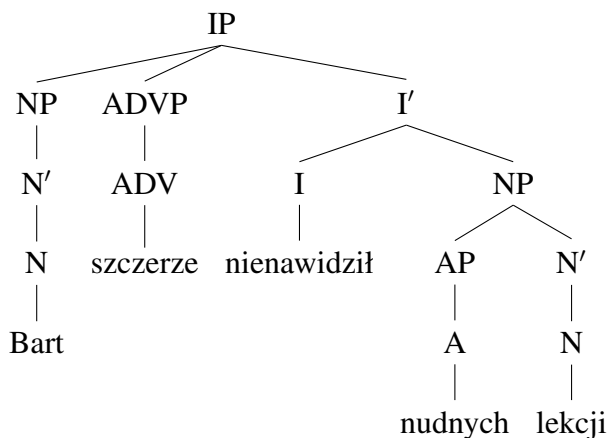 IP
NP ADVP I′
N′ ADV I NP
N szczerze nienawidził AP N′
Bart A N
nudnych lekcji